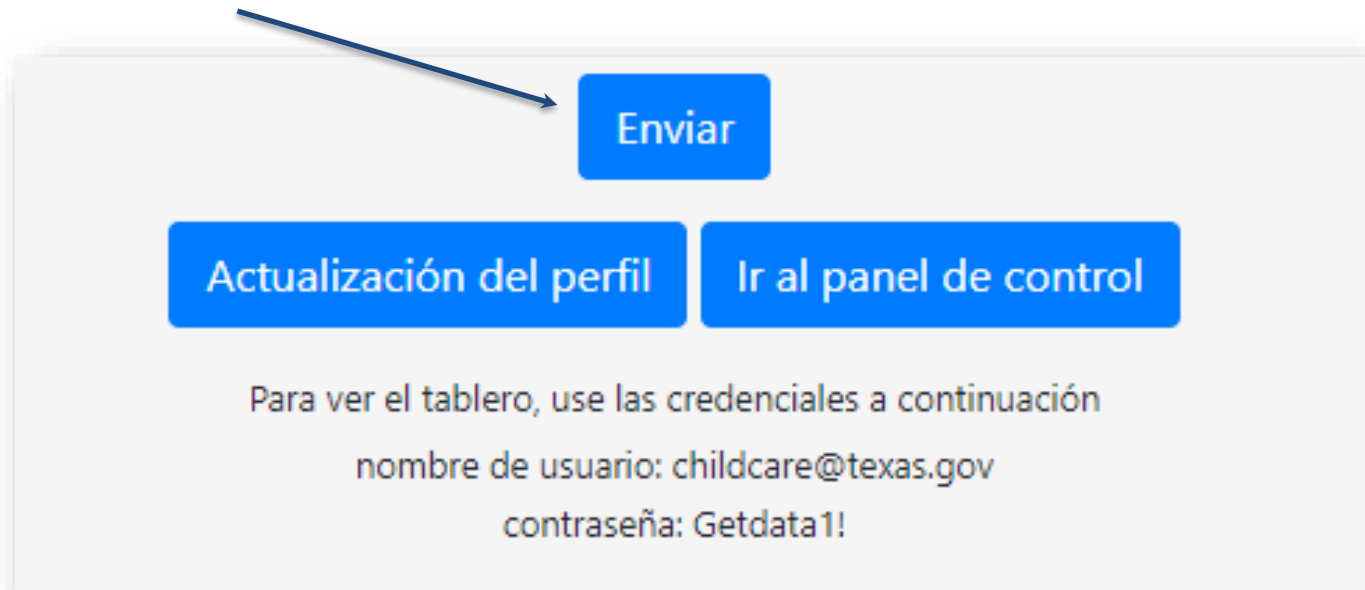 Enviar
Actualización del perfil
Ir al panel de control
Para ver el tablero, use las credenciales a continuación
nombre de usuario: childcare@texas.gov
contraseña: Getdata1!